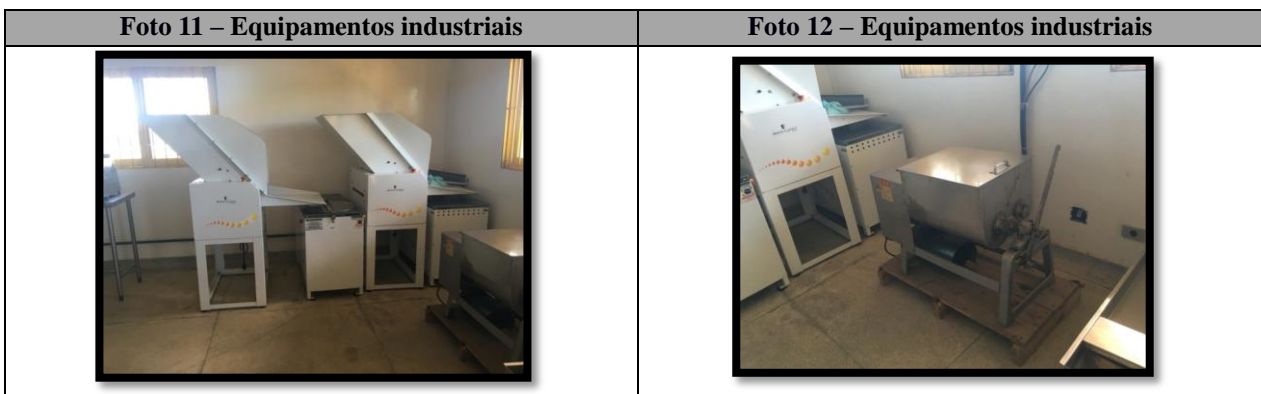 Foto 11 – Equipamentos industriais
Foto 12 – Equipamentos industriais